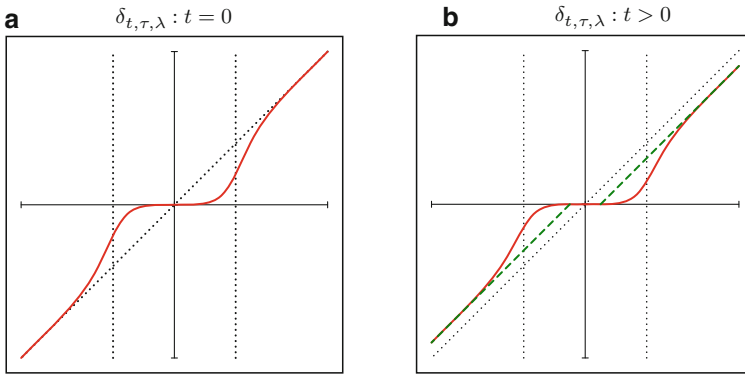 a δ_{t,τ,λ} : t = 0
b δ_{t,τ,λ} : t > 0